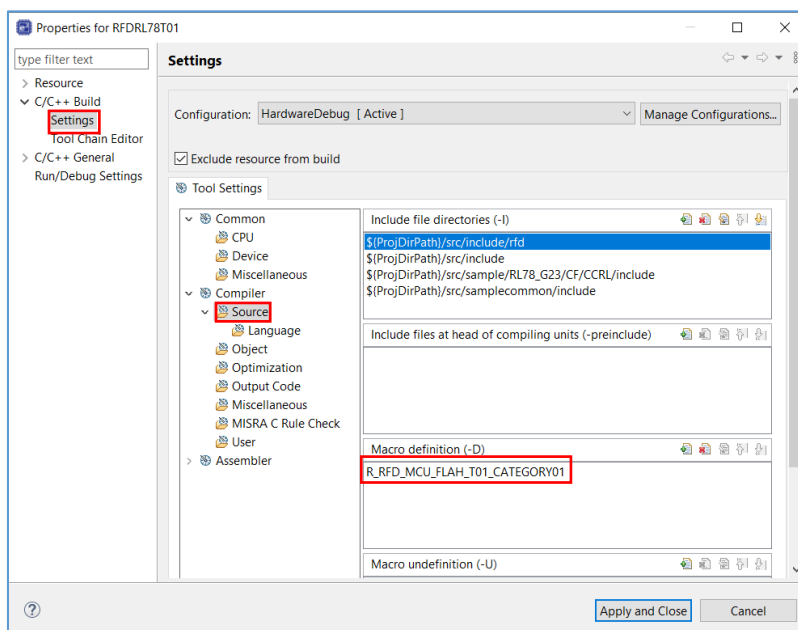 Properties for RFDRL78T01
type filter text
Settings
Resource
C/C++ Build
Settings
Tool Chain Editor
C/C++ General
Run/Debug Settings
Configuration: HardwareDebug [ Active ]
Manage Configurations...
Exclude resource from build
Tool Settings
Common
CPU
Device
Miscellaneous
Compiler
Source
Language
Object
Optimization
Output Code
Miscellaneous
MISRA C Rule Check
User
Assembler
Include file directories (-I)
${ProjDirPath}/src/include/rfd
${ProjDirPath}/src/include
${ProjDirPath}/src/sample/RL78_G23/CF/CCRL/include
${ProjDirPath}/src/samplecommon/include
Include files at head of compiling units (-preinclude)
Macro definition (-D)
R_RFD_MCU_FLAH_T01_CATEGORY01
Macro undefinition (-U)
?
Apply and Close
Cancel